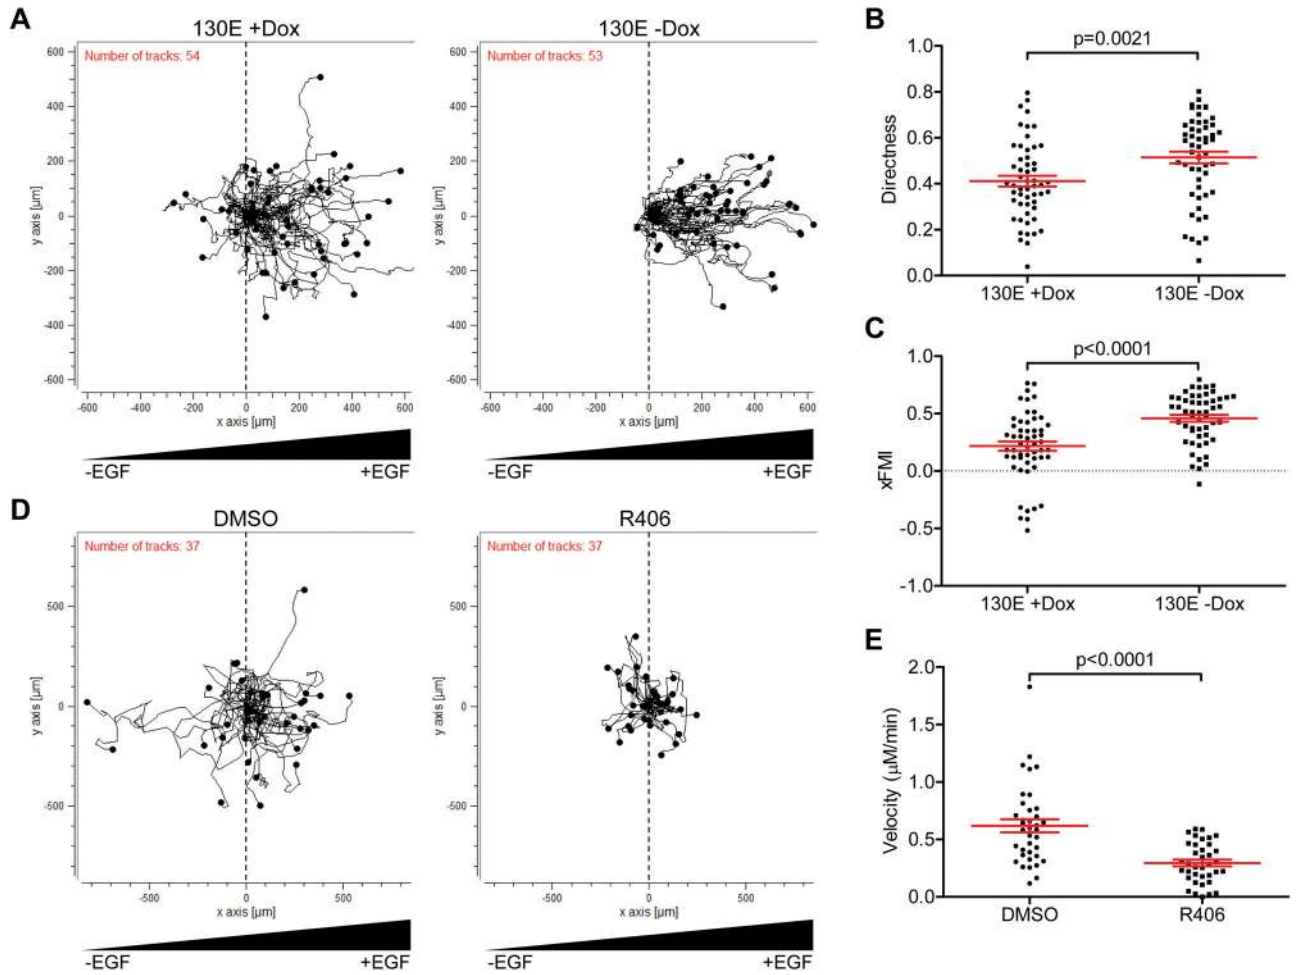 A
130E +Dox
Number of tracks: 54
600
400
200
0
-200
-400
-600
y axis [µm]
-600 -400 -200 0 200 400 600
x axis [µm]
-EGF +EGF
130E -Dox
Number of tracks: 53
600
400
200
0
-200
-400
-600
y axis [µm]
-600 -400 -200 0 200 400 600
x axis [µm]
-EGF +EGF
B
p=0.0021
1.0
0.8
0.6
0.4
0.2
0.0
Directness
130E +Dox 130E -Dox
C
p<0.0001
1.0
0.5
0.0
-0.5
-1.0
xFMI
130E +Dox 130E -Dox
D
DMSO
Number of tracks: 37
500
0
-500
y axis [µm]
-500 0 500
x axis [µm]
-EGF +EGF
R406
Number of tracks: 37
500
0
-500
y axis [µm]
-500 0 500
x axis [µm]
-EGF +EGF
E
p<0.0001
2.0
1.5
1.0
0.5
0.0
Velocity (µM/min)
DMSO R406